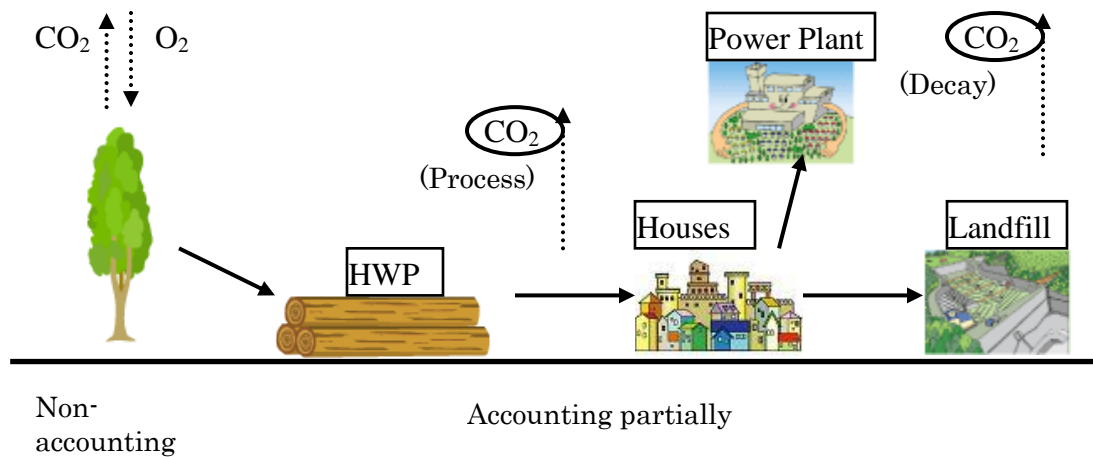 CO₂
O₂
Power Plant
CO₂
(Decay)
CO₂
(Process)
Houses
Landfill
HWP
Non-
accounting
Accounting partially